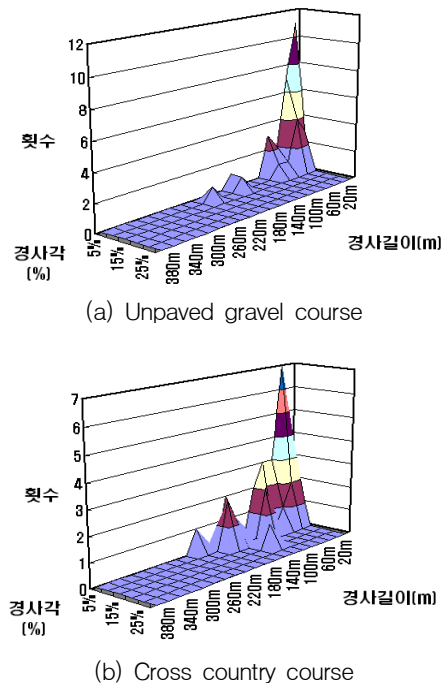 12
10
8
6
4
2
0
횟수
경사각
(%)
5%
15%
25%
380m
340m
300m
260m
220m
180m
140m
100m
60m
20m
경사길이(m)
(a) Unpaved gravel course
7
6
5
4
3
2
1
0
횟수
경사각
(%)
5%
15%
25%
380m
340m
300m
260m
220m
180m
140m
100m
60m
20m
경사길이(m)
(b) Cross country course